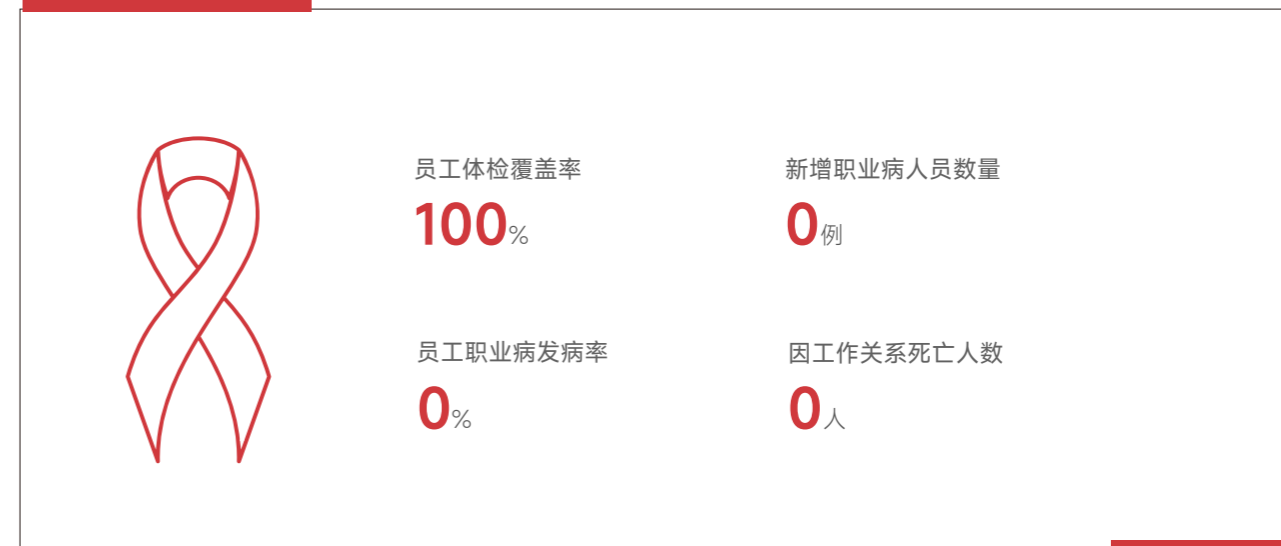 员工体检覆盖率
100%
新增职业病人员数量
0例
员工职业病发病率
0%
因工作关系死亡人数
0人